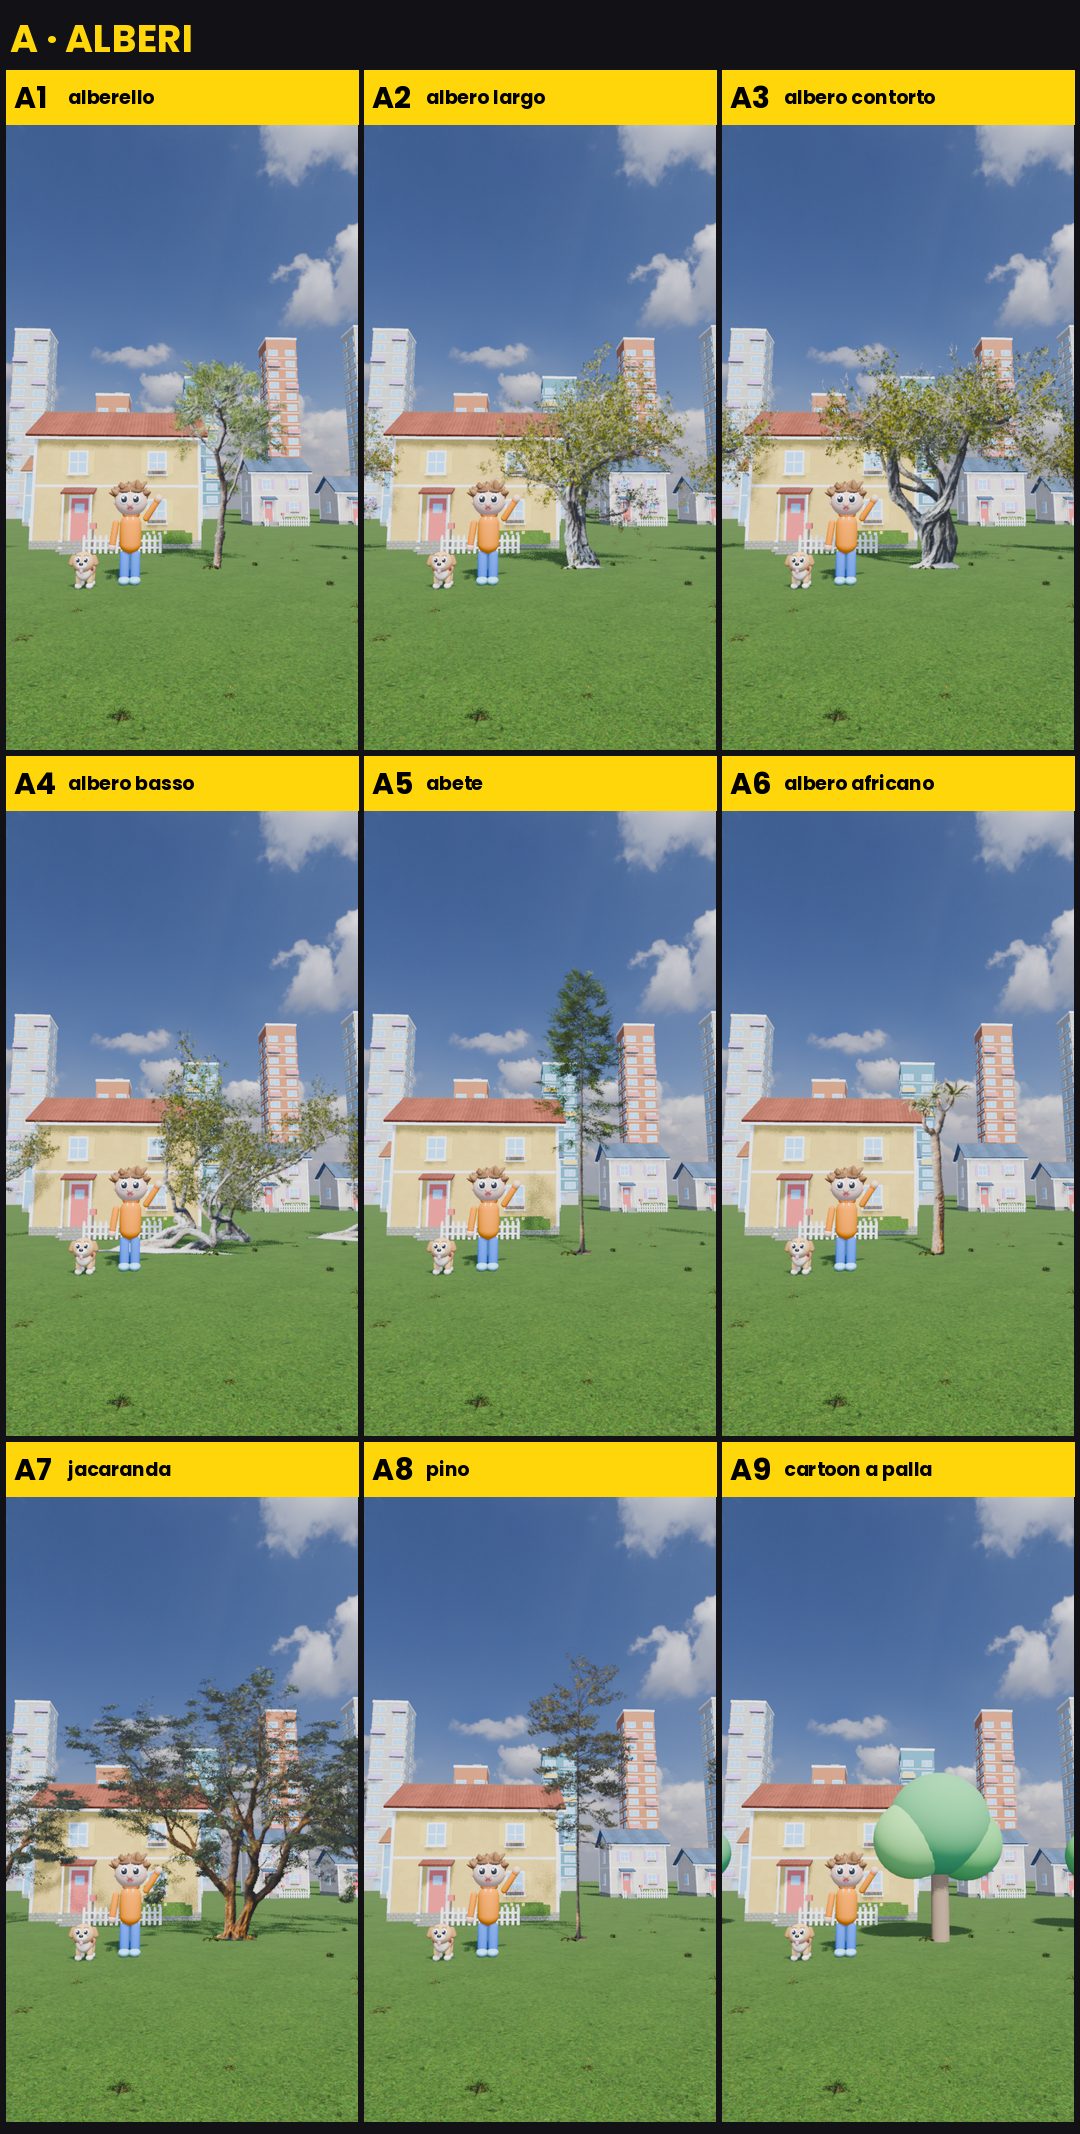 A · ALBERI
A1 alberello
A2 albero largo
A3 albero contorto
A4 albero basso
A5 abete
A6 albero africano
A7 jacaranda
A8 pino
A9 cartoon a palla